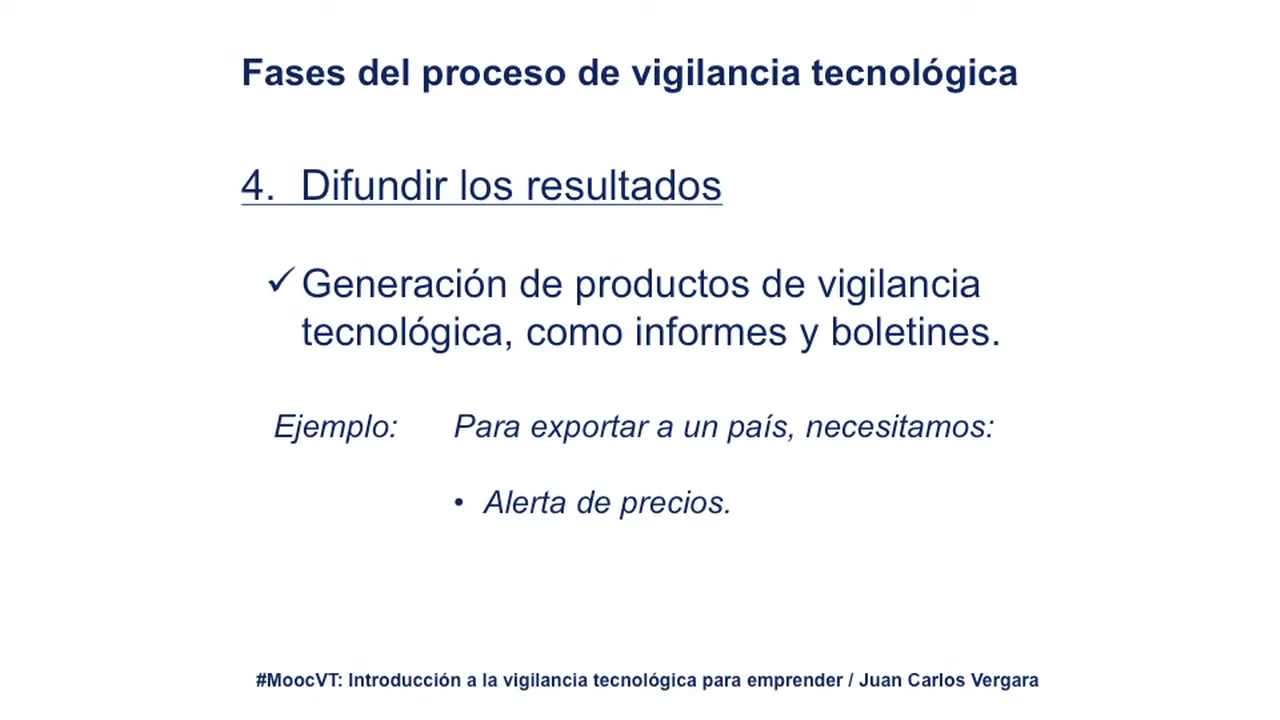 Fases del proceso de vigilancia tecnológica
4. Difundir los resultados
✓ Generación de productos de vigilancia
tecnológica, como informes y boletines.
Ejemplo: Para exportar a un país, necesitamos:
• Alerta de precios.
#MoocVT: Introducción a la vigilancia tecnológica para emprender / Juan Carlos Vergara